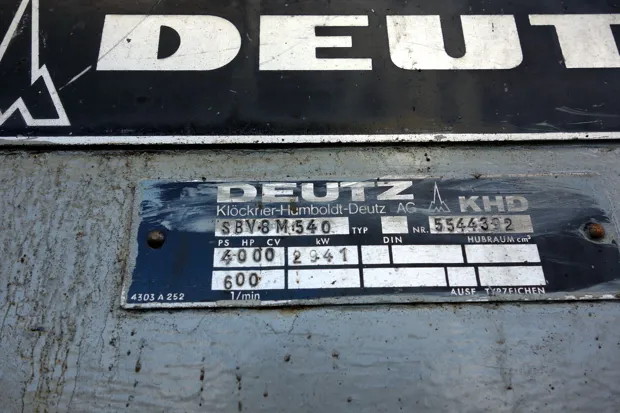 DEUT
DEUTZ
Klöckner-Humboldt-Deutz AG KHD
SBV8M540 TYP NR. 5544392
PS HP CV kW DIN HUBRAUM cm³
4000 2941
600
4303 A 252 1/min AUSF. TYPZEICHEN